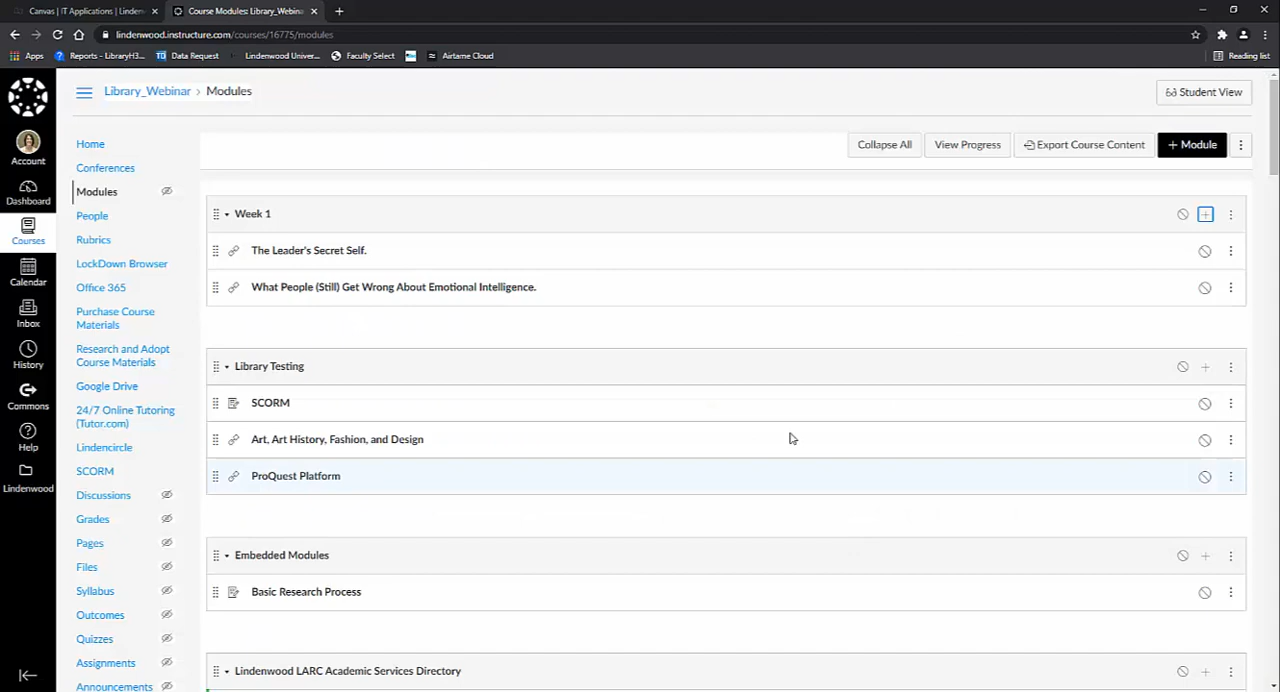 Canvas | IT Applications | Linden
Course Modules: Library_Webin
lindenwood.instructure.com/courses/16775/modules
Apps
Reports - LibraryH3...
Data Request
Lindenwood Univer...
Faculty Select
Airtame Cloud
Reading list
Library_Webinar › Modules
Student View
Account
Dashboard
Courses
Calendar
Inbox
History
Commons
Help
Lindenwood
Home
Conferences
Modules
People
Rubrics
LockDown Browser
Office 365
Purchase Course
Materials
Research and Adopt
Course Materials
Google Drive
24/7 Online Tutoring
(Tutor.com)
Lindencircle
SCORM
Discussions
Grades
Pages
Files
Syllabus
Outcomes
Quizzes
Assignments
Announcements
Collapse All
View Progress
Export Course Content
+ Module
Week 1
The Leader's Secret Self.
What People (Still) Get Wrong About Emotional Intelligence.
Library Testing
SCORM
Art, Art History, Fashion, and Design
ProQuest Platform
Embedded Modules
Basic Research Process
Lindenwood LARC Academic Services Directory